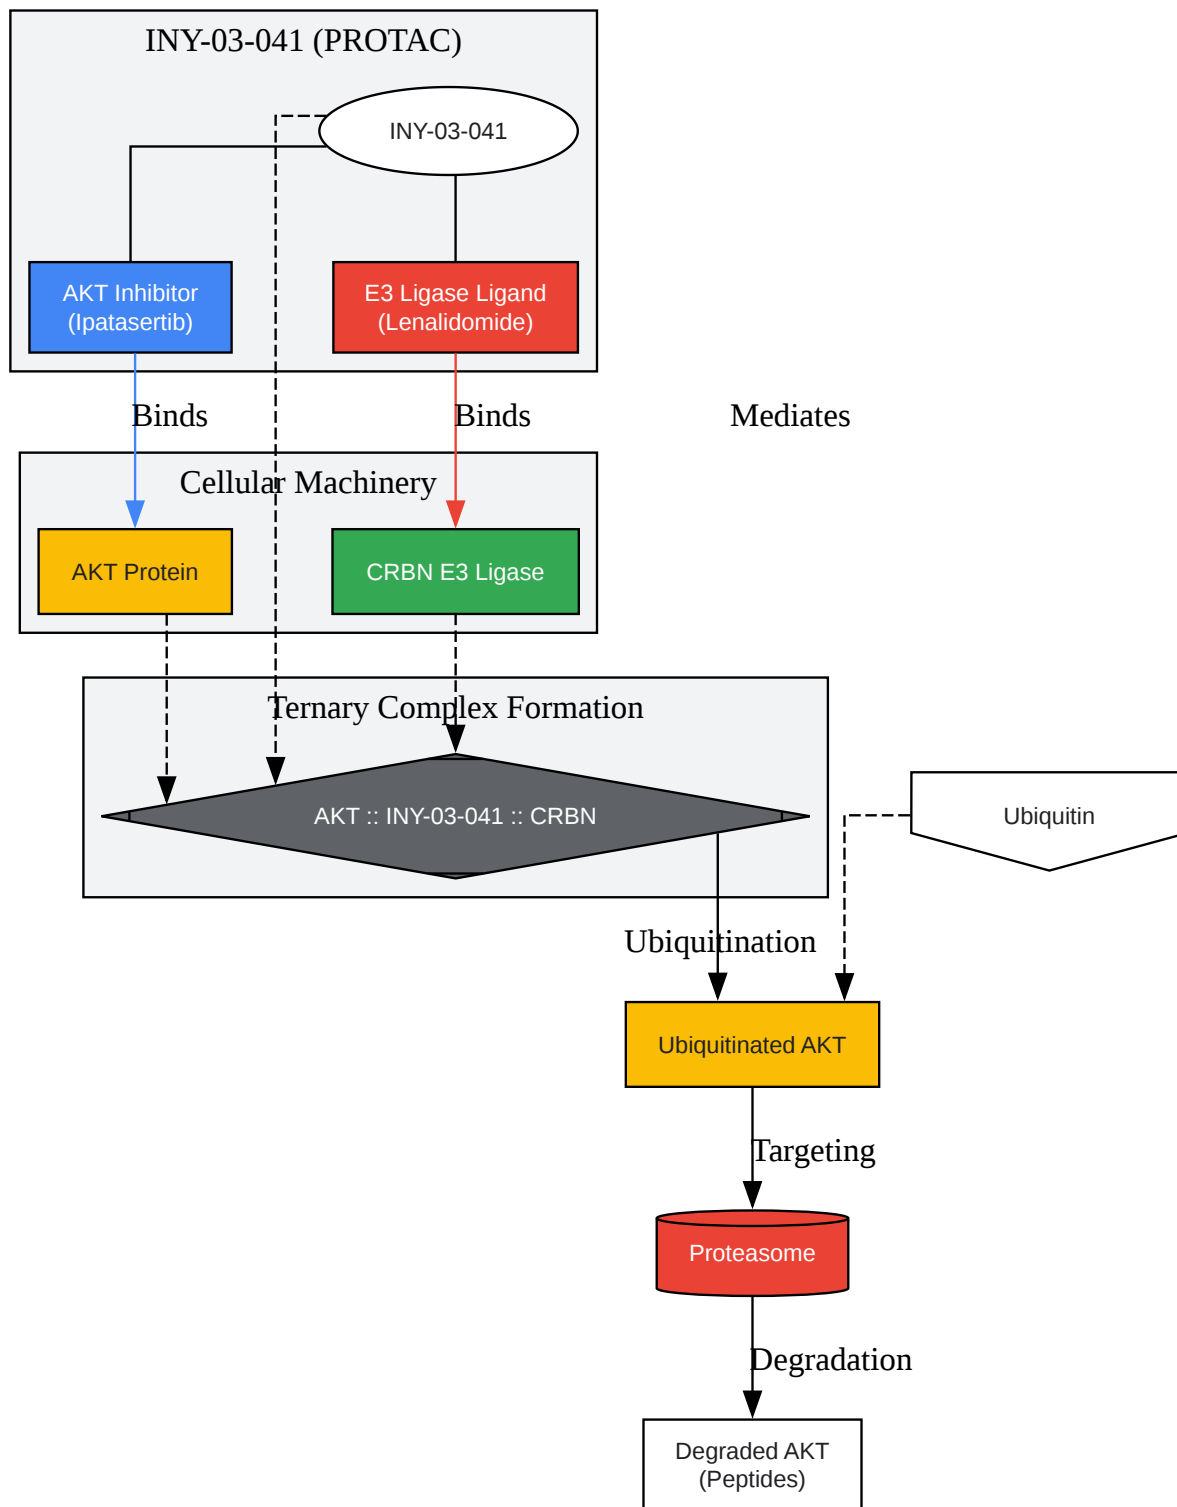 INY-03-041 (PROTAC)
INY-03-041
AKT Inhibitor
(Ipatasertib)
E3 Ligase Ligand
(Lenalidomide)
Binds
Binds
Mediates
Cellular Machinery
AKT Protein
CRBN E3 Ligase
Ternary Complex Formation
AKT :: INY-03-041 :: CRBN
Ubiquitin
Ubiquitination
Ubiquitinated AKT
Targeting
Proteasome
Degradation
Degraded AKT
(Peptides)